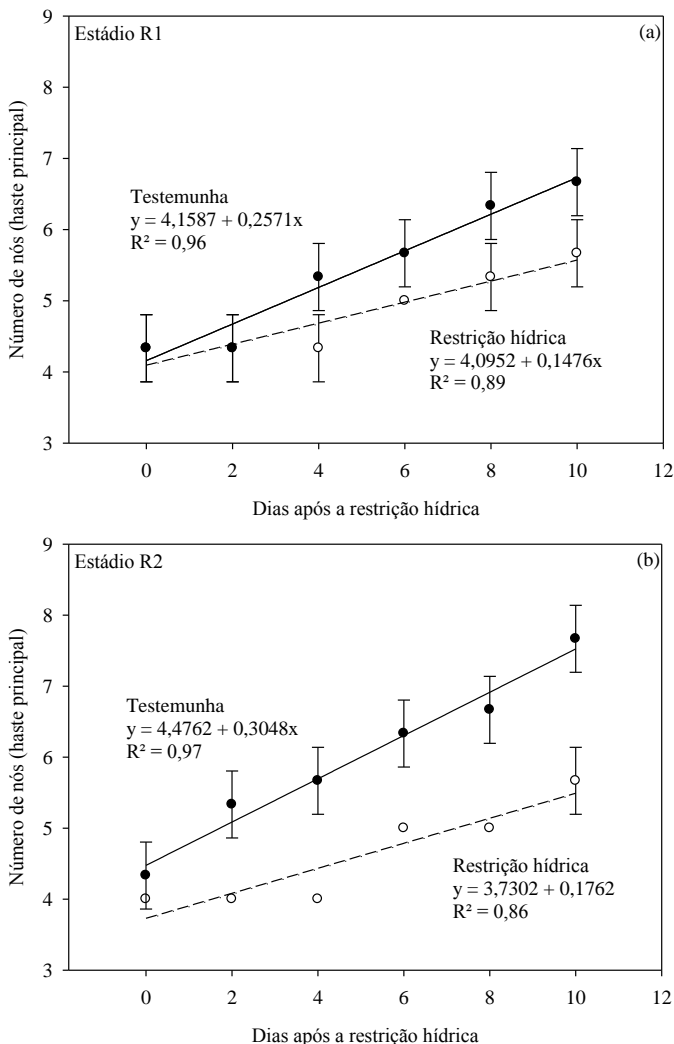 Estádio R1
(a)
9
8
7
6
5
4
3
Número de nós (haste principal)
Testemunha
y = 4,1587 + 0,2571x
R² = 0,96
Restrição hídrica
y = 4,0952 + 0,1476x
R² = 0,89
0 2 4 6 8 10 12
Dias após a restrição hídrica
Estádio R2
(b)
9
8
7
6
5
4
3
Número de nós (haste principal)
Testemunha
y = 4,4762 + 0,3048x
R² = 0,97
Restrição hídrica
y = 3,7302 + 0,1762
R² = 0,86
0 2 4 6 8 10 12
Dias após a restrição hídrica